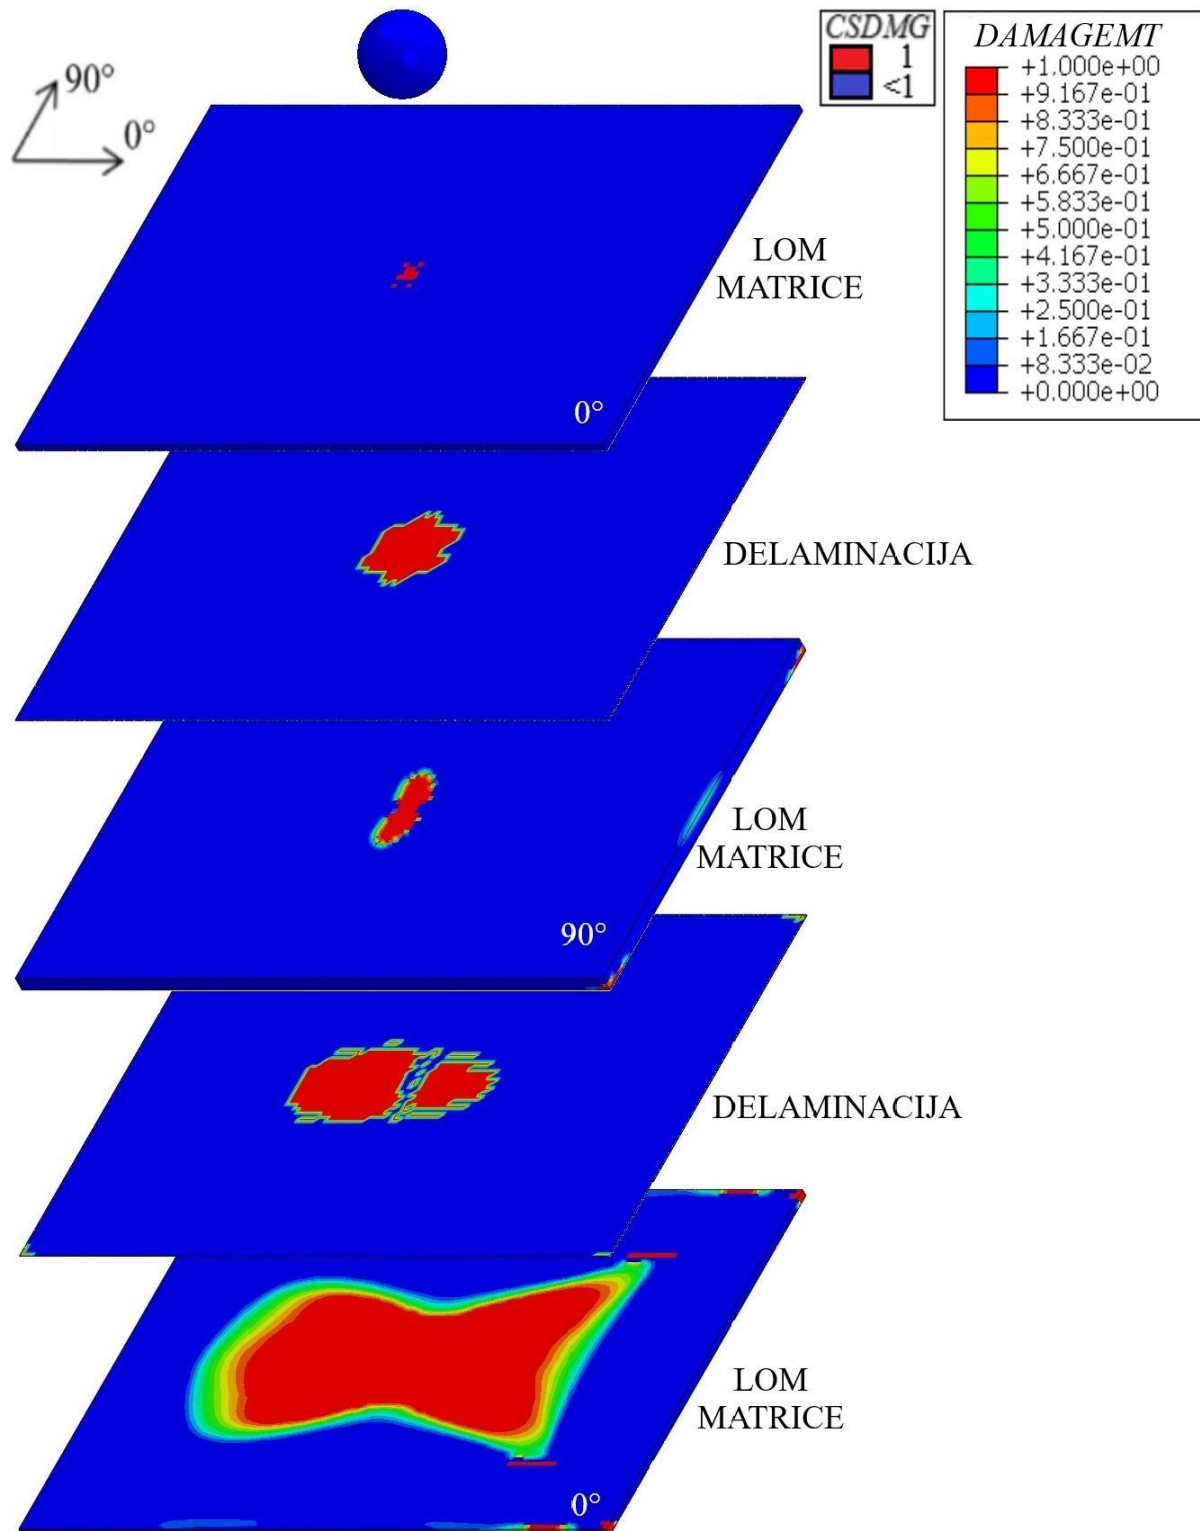 CSDMG
1
<1
DAMAGEMT
+1.000e+00
+9.167e-01
+8.333e-01
+7.500e-01
+6.667e-01
+5.833e-01
+5.000e-01
+4.167e-01
+3.333e-01
+2.500e-01
+1.667e-01
+8.333e-02
+0.000e+00
90°
0°
LOM
MATRICE
0°
DELAMINACIJA
LOM
MATRICE
90°
DELAMINACIJA
LOM
MATRICE
0°